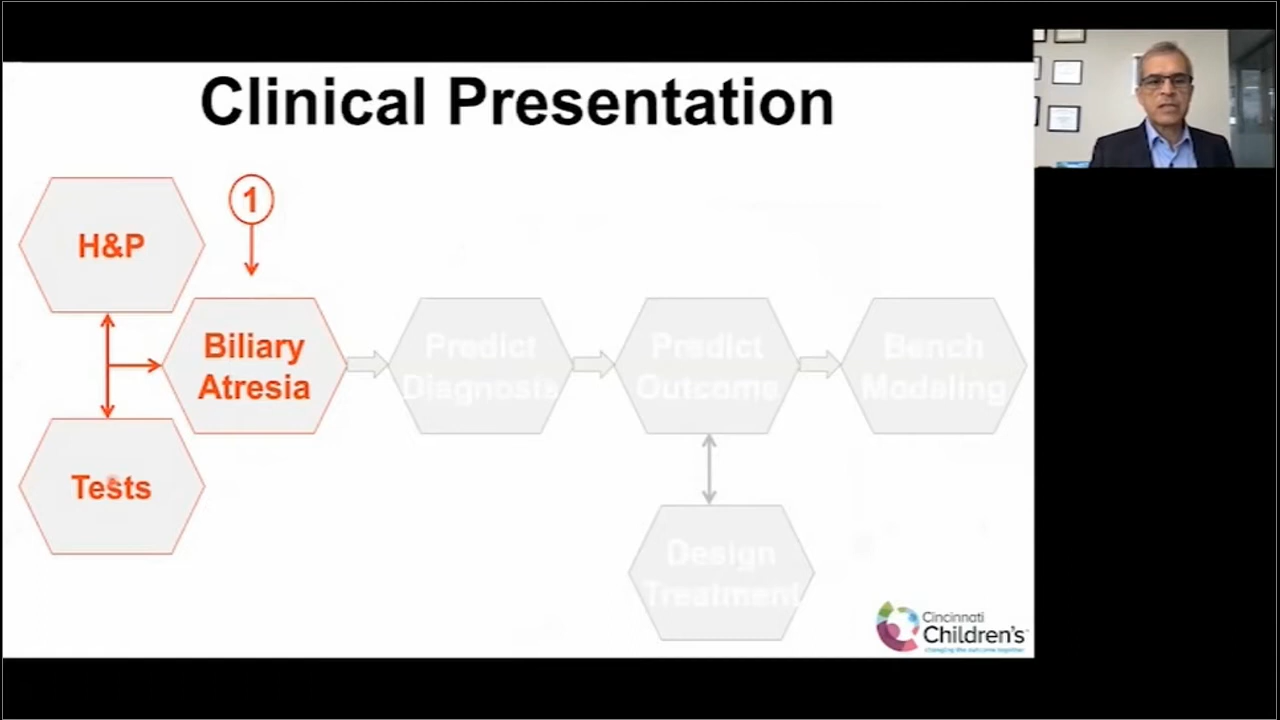 Clinical Presentation
1
H&P
Biliary
Atresia
Predict
Diagnosis
Predict
Outcome
Bench
Modeling
Tests
Design
Treatment
Cincinnati
Children's
changing the outcome together